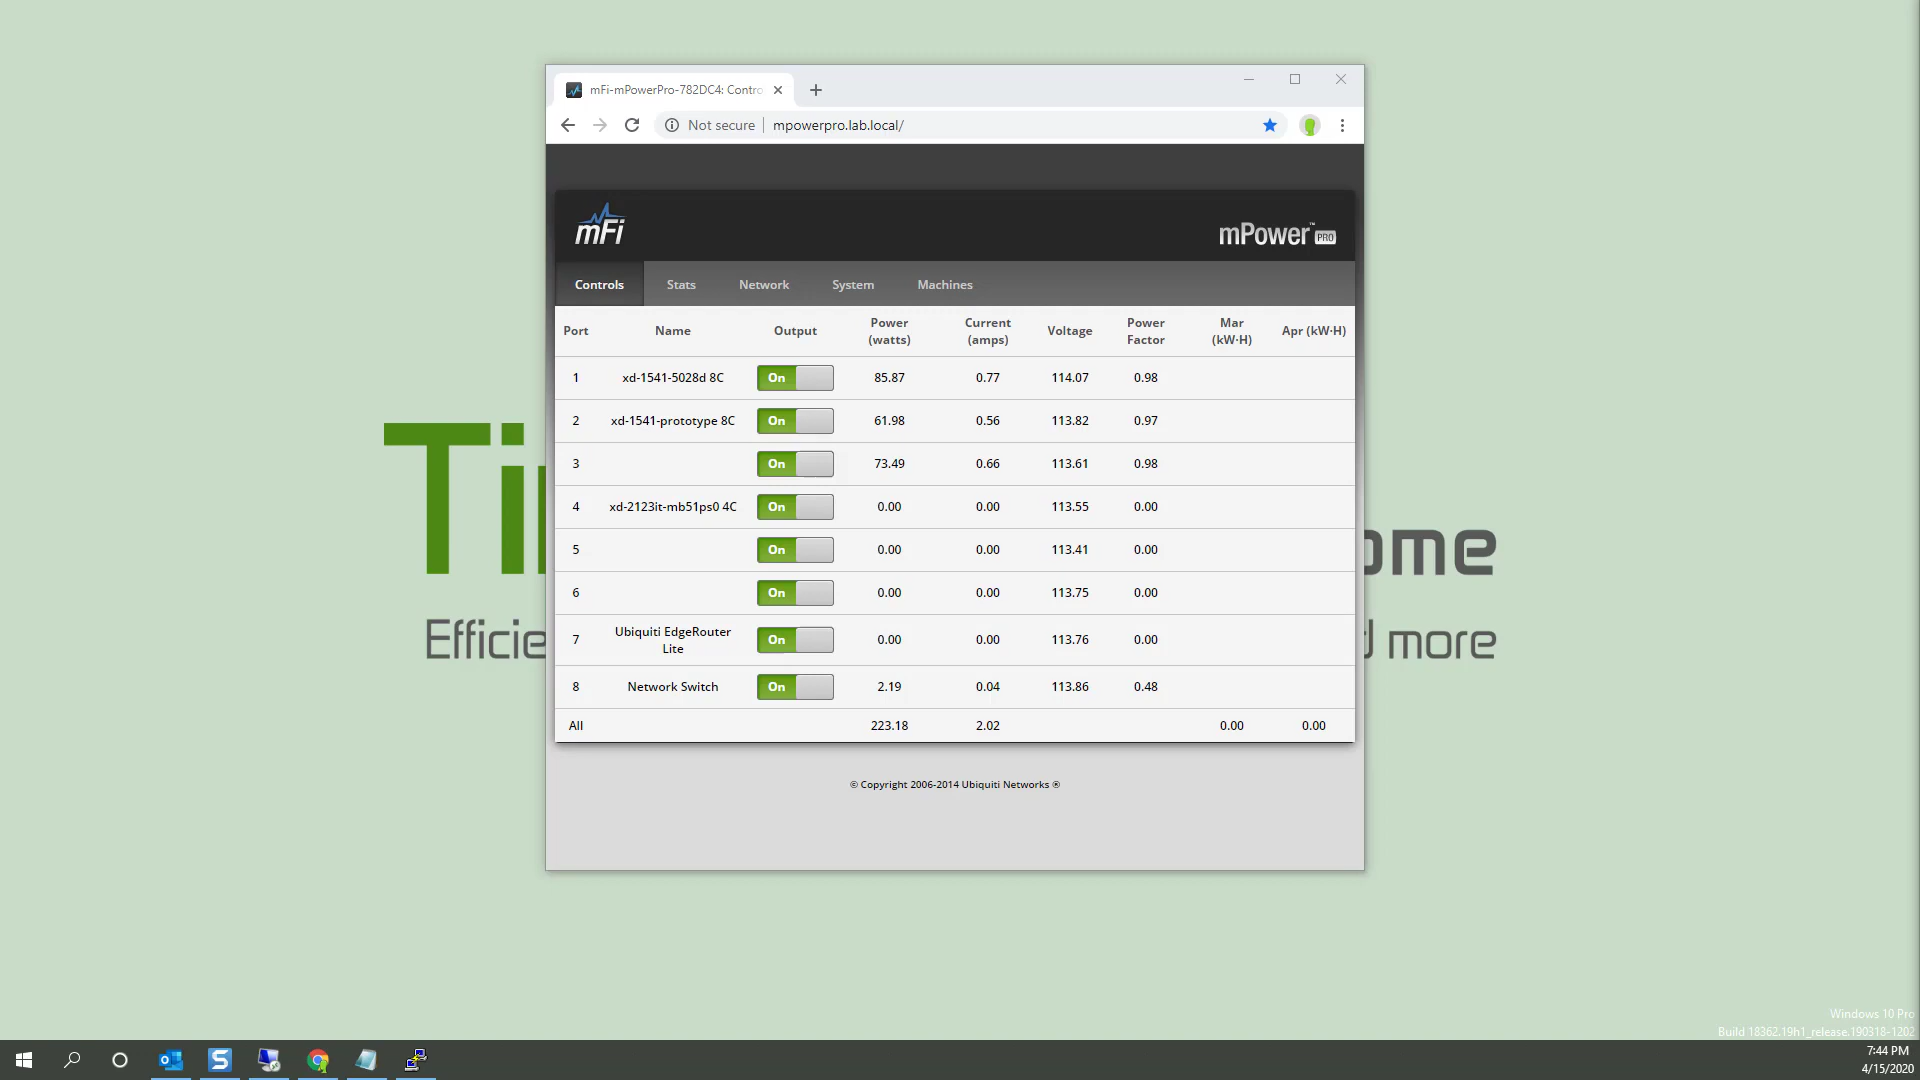 mFi-mPowerPro-782DC4: Contro
Not secure mpowerpro.lab.local/
mFi
mPower™ PRO
Controls Stats Network System Machines
Port Name Output Power (watts) Current (amps) Voltage Power Factor Mar (kW·H) Apr (kW·H)
1 xd-1541-5028d 8C On 85.87 0.77 114.07 0.98
2 xd-1541-prototype 8C On 61.98 0.56 113.82 0.97
3 On 73.49 0.66 113.61 0.98
4 xd-2123it-mb51ps0 4C On 0.00 0.00 113.55 0.00
5 On 0.00 0.00 113.41 0.00
6 On 0.00 0.00 113.75 0.00
7 Ubiquiti EdgeRouter Lite On 0.00 0.00 113.76 0.00
8 Network Switch On 2.19 0.04 113.86 0.48
All 223.18 2.02 0.00 0.00
© Copyright 2006-2014 Ubiquiti Networks ®
Windows 10 Pro
Build 18362.19h1_release.190318-1202
7:44 PM
4/15/2020